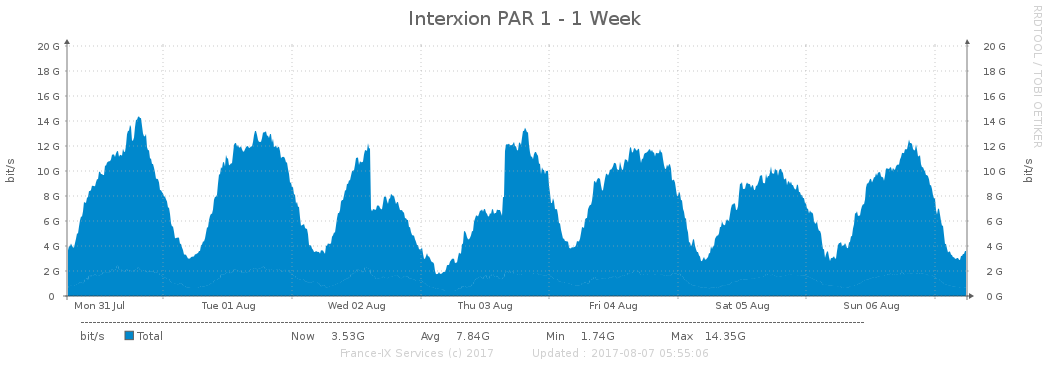 Interxion PAR 1 - 1 Week
RRDTOOL / TOBI OETIKER
bit/s
20 G 20 G
18 G 18 G
16 G 16 G
14 G 14 G
12 G 12 G
10 G 10 G
8 G 8 G
6 G 6 G
4 G 4 G
2 G 2 G
0 0 G
bit/s
Mon 31 Jul Tue 01 Aug Wed 02 Aug Thu 03 Aug Fri 04 Aug Sat 05 Aug Sun 06 Aug
bit/s Total Now 3.53G Avg 7.84G Min 1.74G Max 14.35G
France-IX Services (c) 2017 Updated : 2017-08-07 05:55:06